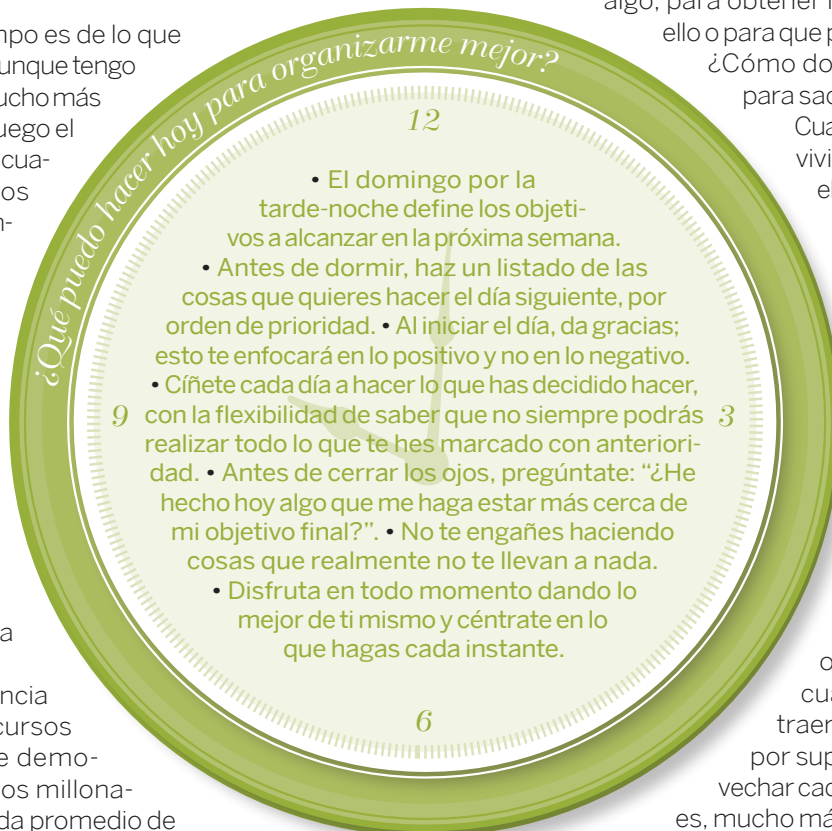 mpo es de lo que
unque tengo
ucho más
uego el
cua-
os
n-
¿Qué puedo hacer hoy para organizarme mejor?
12
• El domingo por la
tarde-noche define los objeti-
vos a alcanzar en la próxima semana.
• Antes de dormir, haz un listado de las
cosas que quieres hacer el día siguiente, por
orden de prioridad. • Al iniciar el día, da gracias;
esto te enfocará en lo positivo y no en lo negativo.
• Cíñete cada día a hacer lo que has decidido hacer,
9 con la flexibilidad de saber que no siempre podrás 3
realizar todo lo que te hes marcado con anteriori-
dad. • Antes de cerrar los ojos, pregúntate: “¿He
hecho hoy algo que me haga estar más cerca de
mi objetivo final?”. • No te engañes haciendo
cosas que realmente no te llevan a nada.
• Disfruta en todo momento dando lo
mejor de ti mismo y céntrate en lo
que hagas cada instante.
6
a
ncia
cursos
e demo-
os millona-
da promedio de
ello o para que p
¿Cómo do
para sac
Cua
vivi
el
o
cua
traer
por sup
vechar cad
es, mucho má